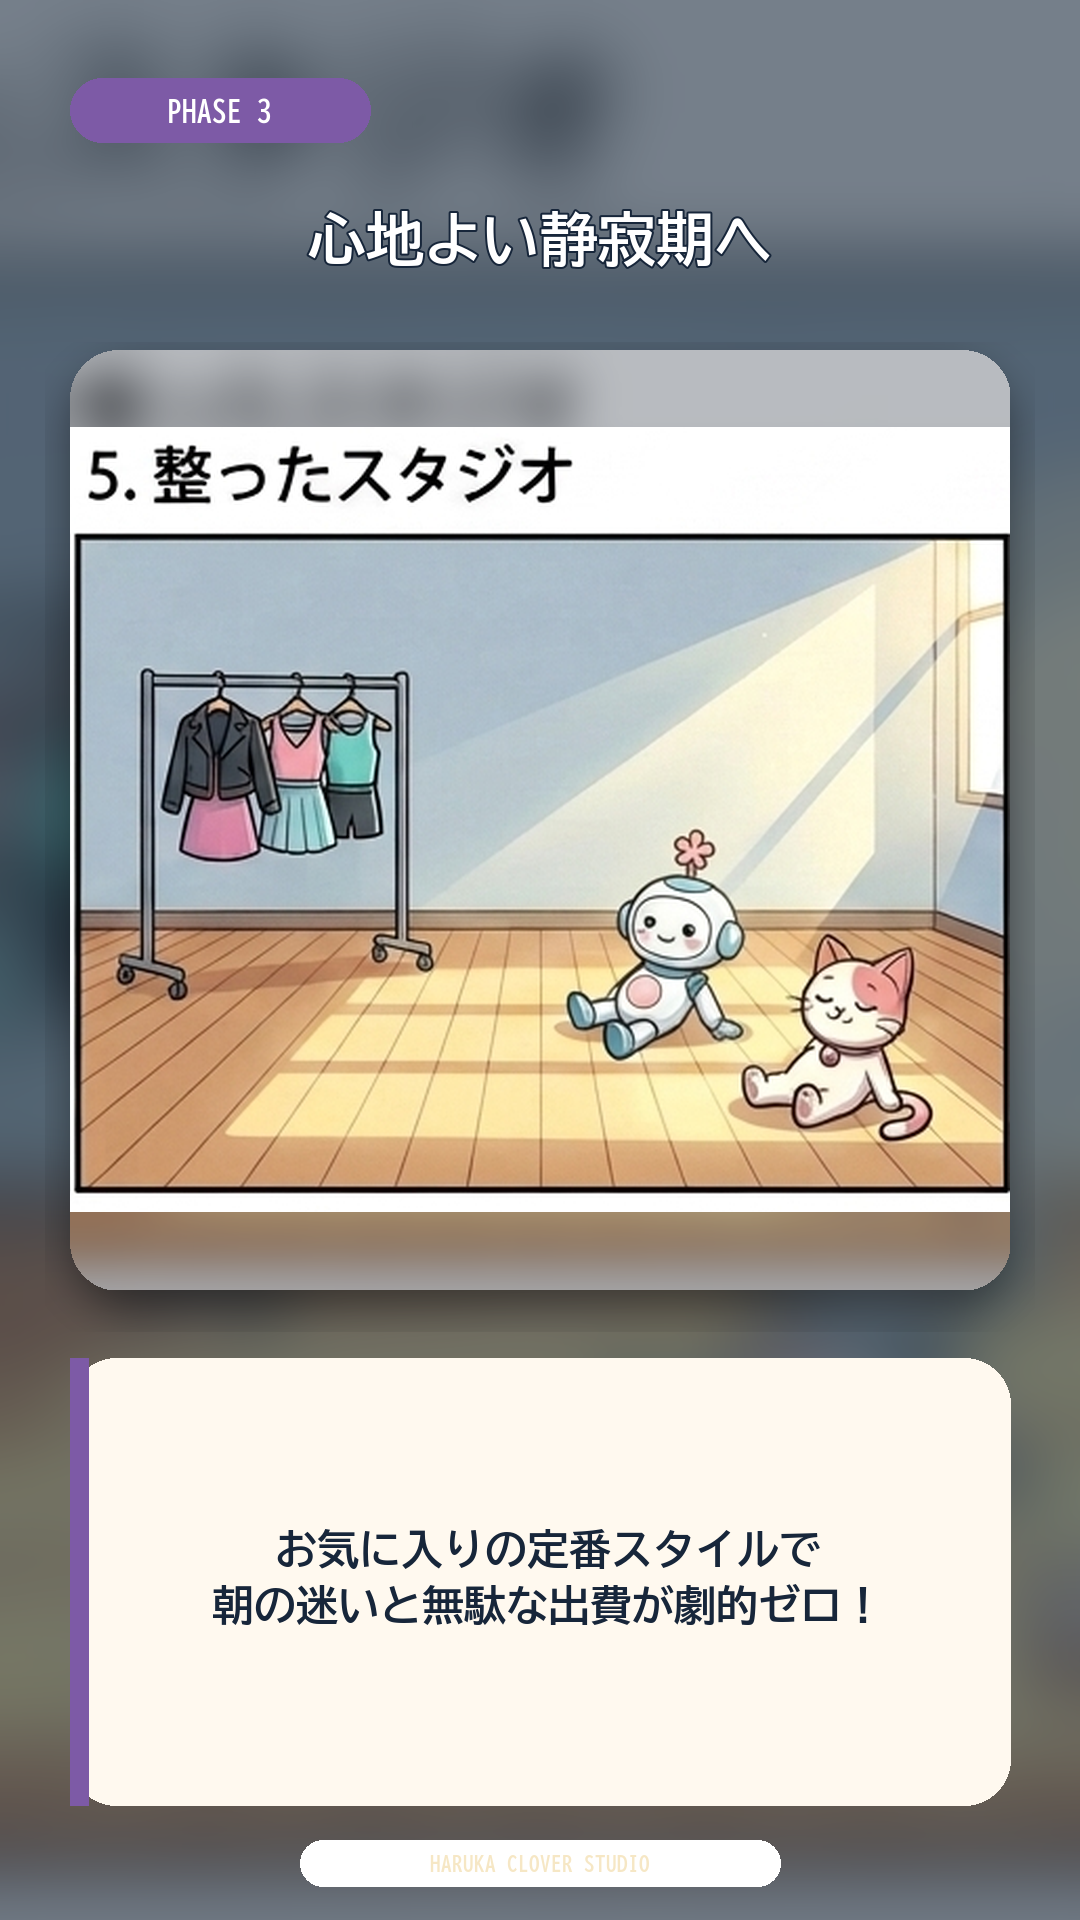 PHASE 3
心地よい静寂期へ
5. 整ったスタジオ
お気に入りの定番スタイルで
朝の迷いと無駄な出費が劇的ゼロ！
HARUKA CLOVER STUDIO